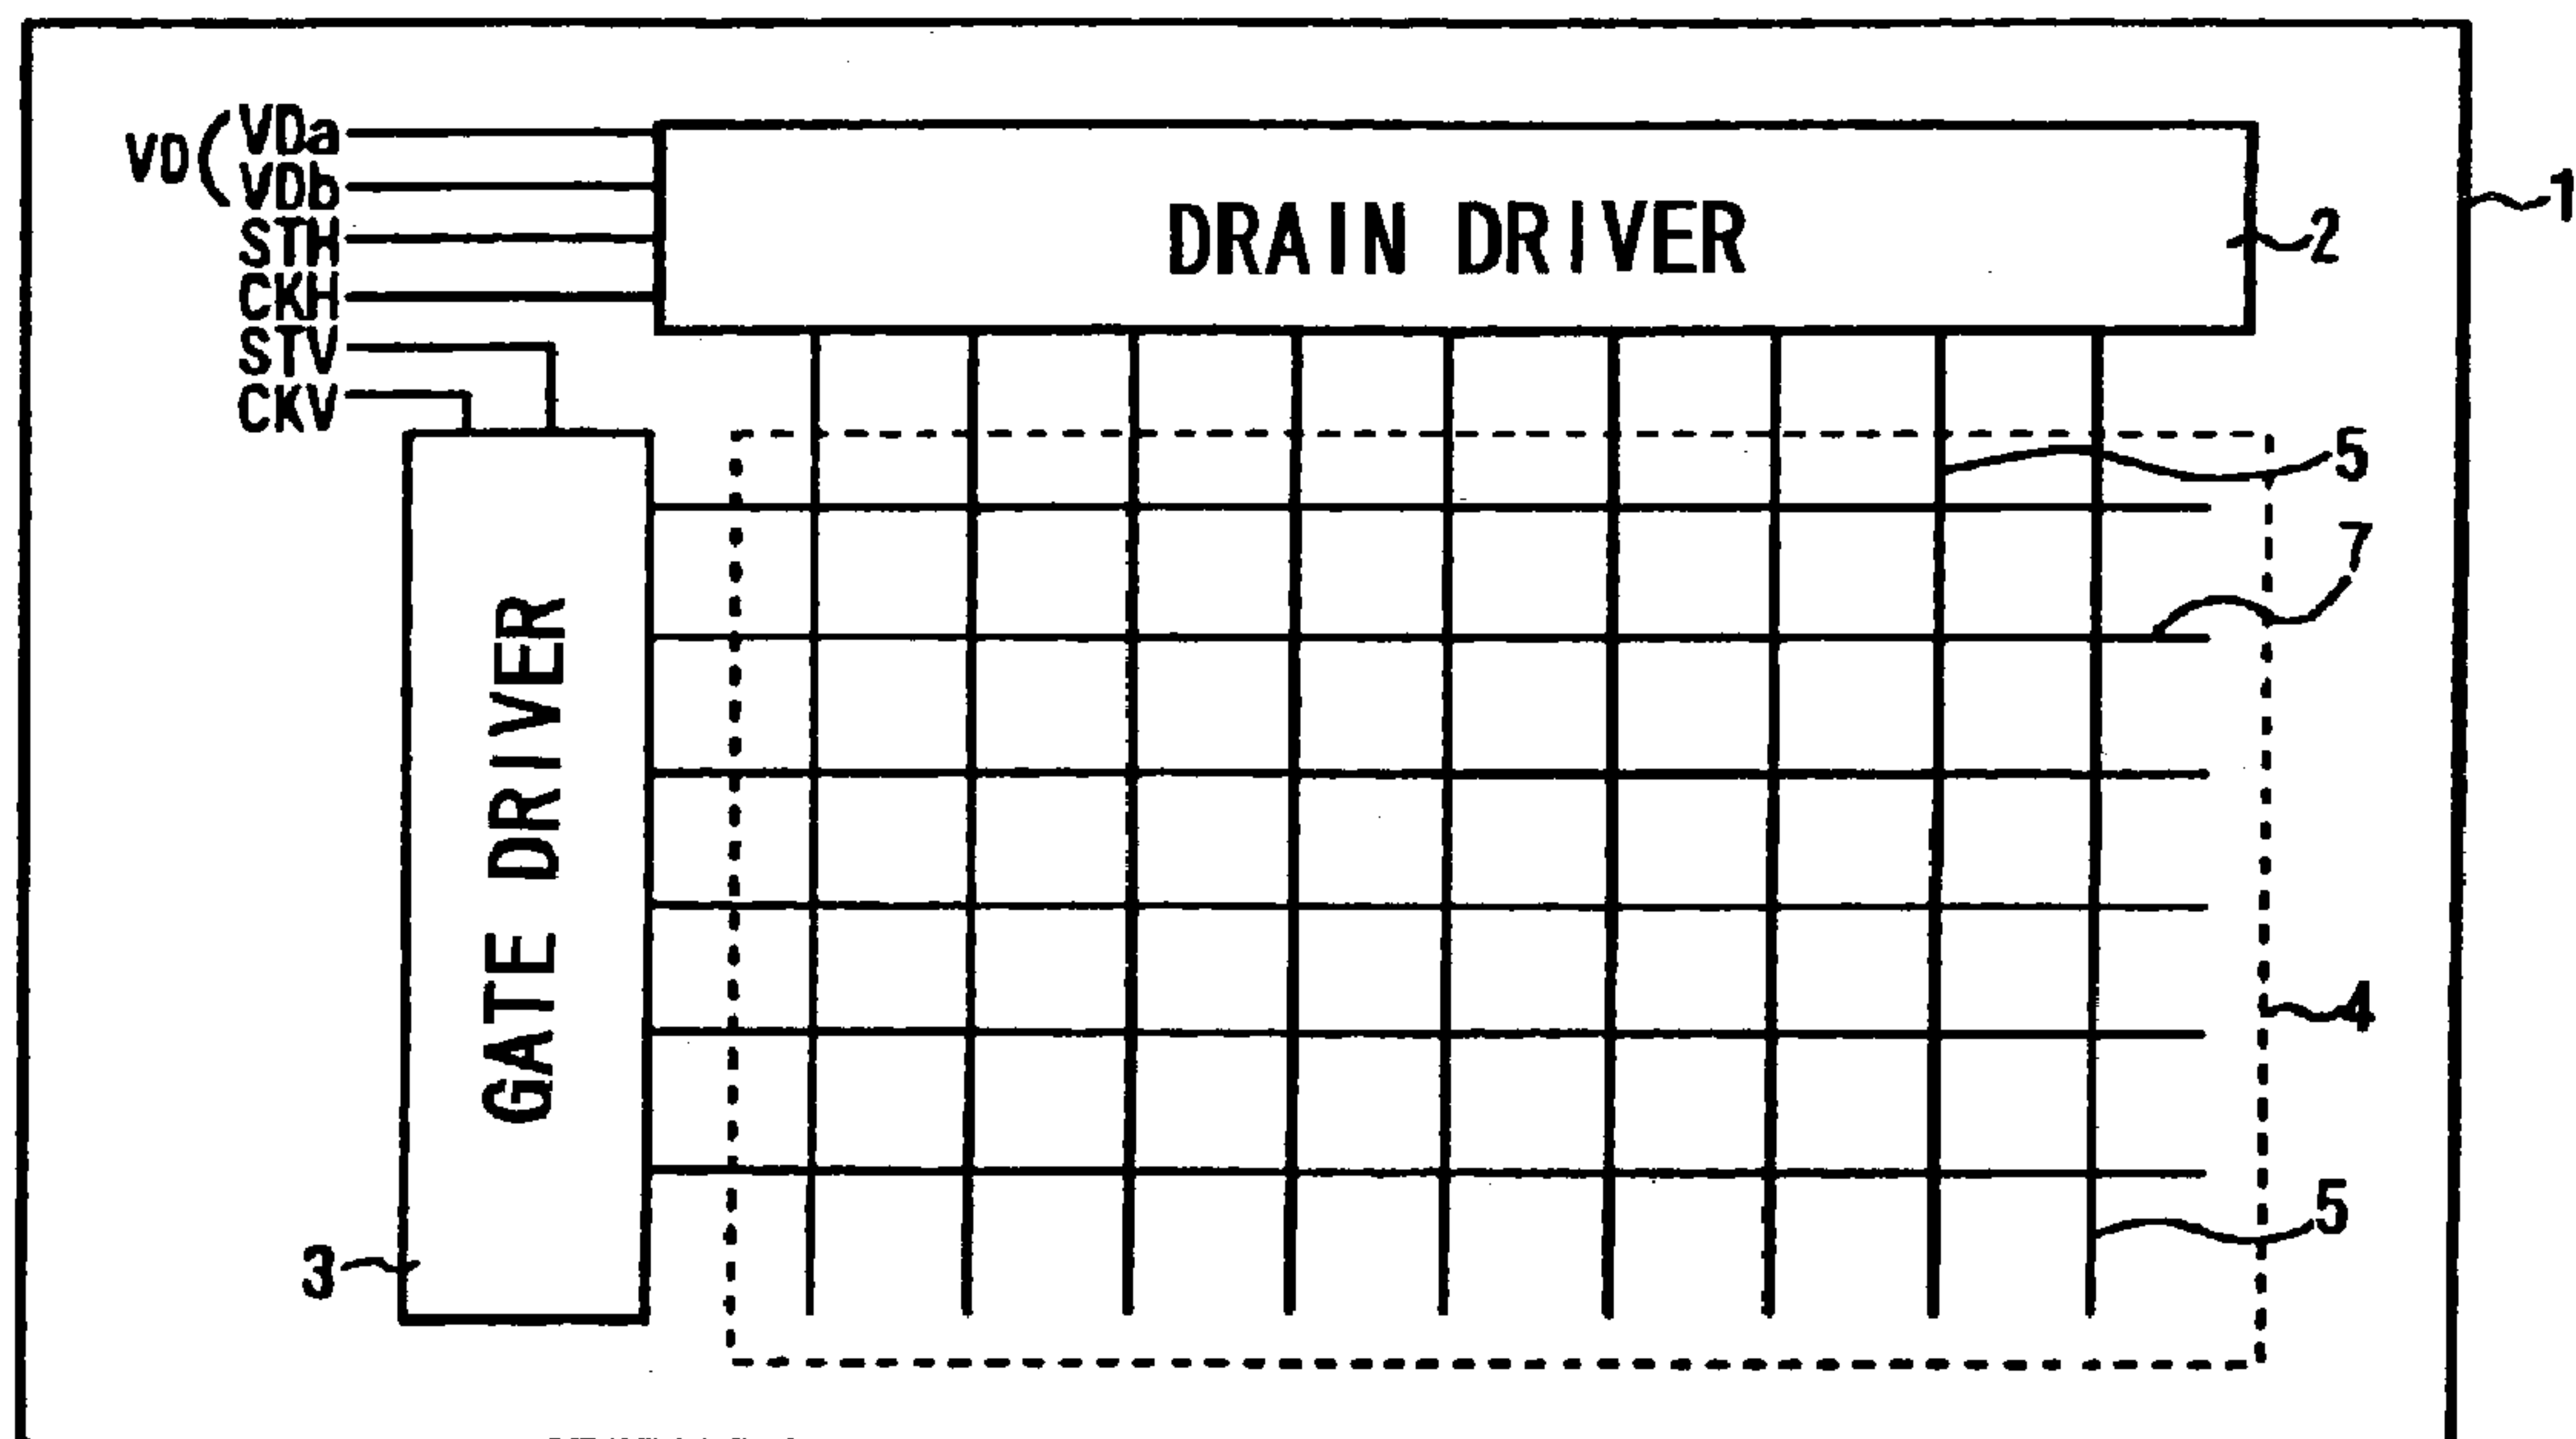 VD(VDa
VDb
STH
CKH
STV
CKV
DRAIN DRIVER
1
2
5
7
GATE DRIVER
4
5
3